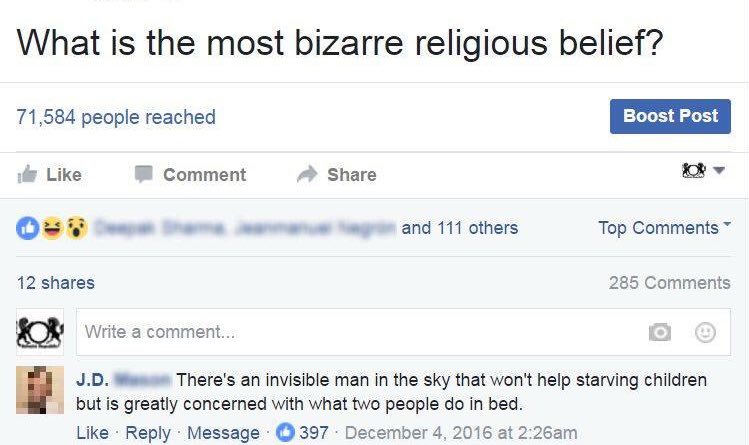 What is the most bizarre religious belief?
71,584 people reached
Boost Post
Like Comment Share
and 111 others Top Comments
12 shares 285 Comments
Write a comment...
J.D. There's an invisible man in the sky that won't help starving children
but is greatly concerned with what two people do in bed.
Like · Reply · Message · 397 · December 4, 2016 at 2:26am